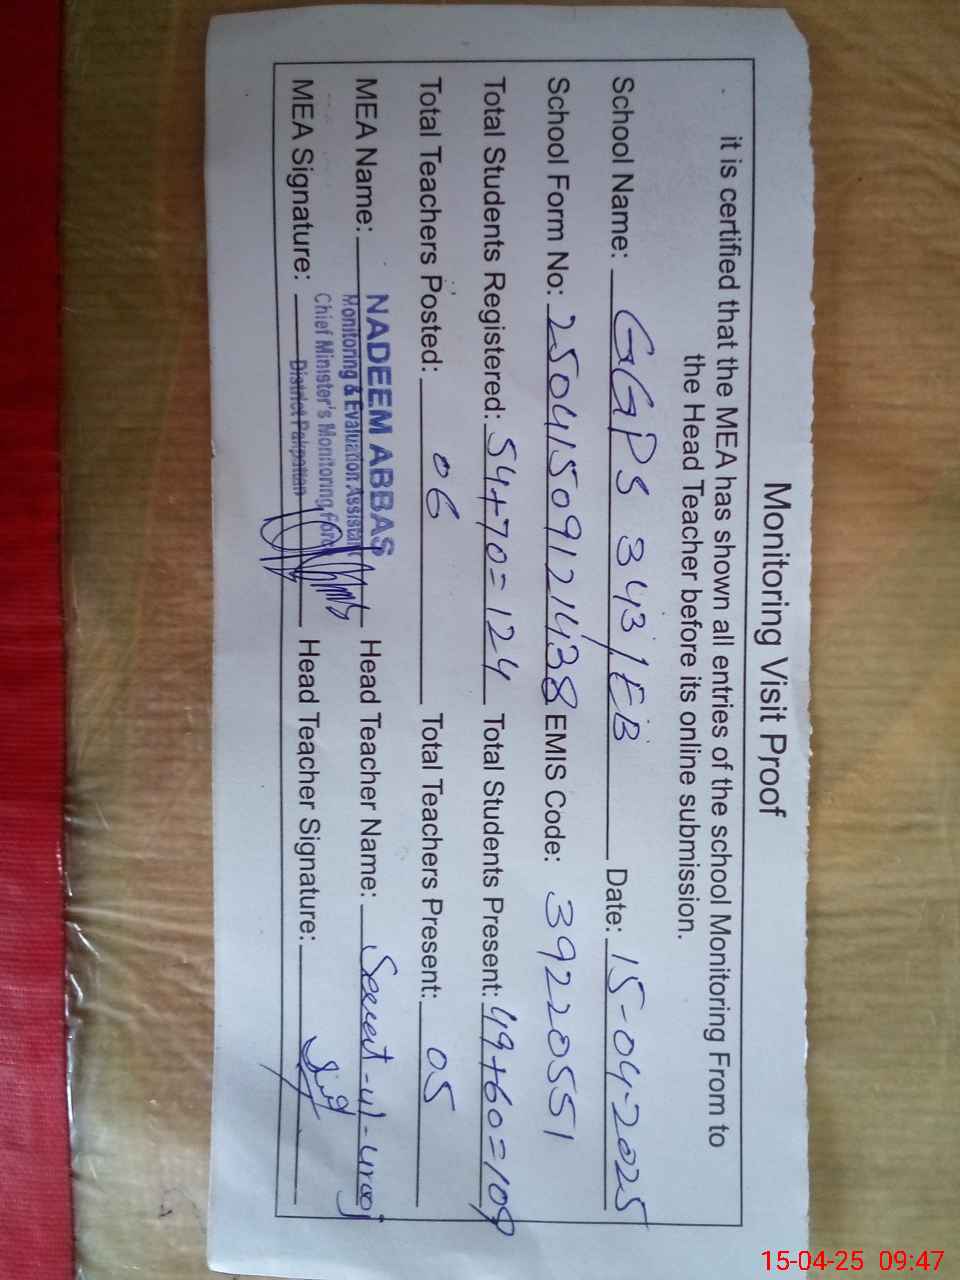 Monitoring Visit Proof
it is certified that the MEA has shown all entries of the school Monitoring From to
the Head Teacher before its online submission.
School Name: GGPS 343/EB Date: 15-04-2025
School Form No: 25041509121438 EMIS Code: 39220551
Total Students Registered: 54+70=124 Total Students Present: 49+60=109
Total Teachers Posted: 06 Total Teachers Present: 05
MEA Name: NADEEM ABBAS Head Teacher Name: -ul-urooj
Monitoring & Evaluation Assistant
Chief Minister's Monitoring Force
District Pakpattan
MEA Signature: Head Teacher Signature:
15-04-25 09:47